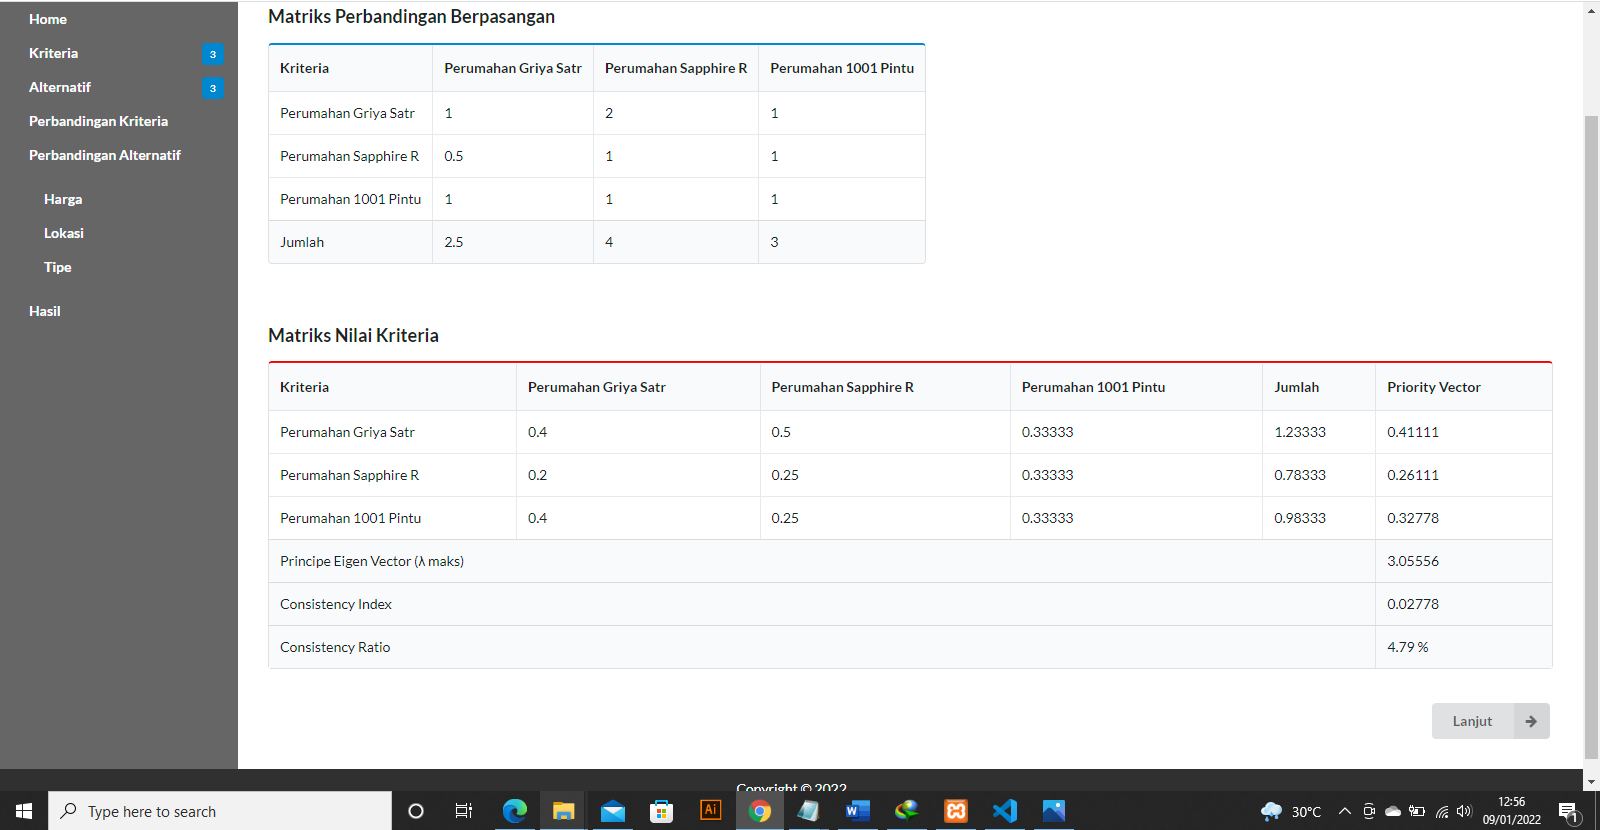 Home
Kriteria 3
Alternatif 3
Perbandingan Kriteria
Perbandingan Alternatif
Harga
Lokasi
Tipe
Hasil
Matriks Perbandingan Berpasangan
Kriteria Perumahan Griya Satr Perumahan Sapphire R Perumahan 1001 Pintu
Perumahan Griya Satr 1 2 1
Perumahan Sapphire R 0.5 1 1
Perumahan 1001 Pintu 1 1 1
Jumlah 2.5 4 3
Matriks Nilai Kriteria
Kriteria Perumahan Griya Satr Perumahan Sapphire R Perumahan 1001 Pintu Jumlah Priority Vector
Perumahan Griya Satr 0.4 0.5 0.33333 1.23333 0.41111
Perumahan Sapphire R 0.2 0.25 0.33333 0.78333 0.26111
Perumahan 1001 Pintu 0.4 0.25 0.33333 0.98333 0.32778
Principe Eigen Vector (λ maks) 3.05556
Consistency Index 0.02778
Consistency Ratio 4.79 %
Lanjut
Copyright © 2022
Type here to search
Ai
W
30°C
12:56
09/01/2022
1